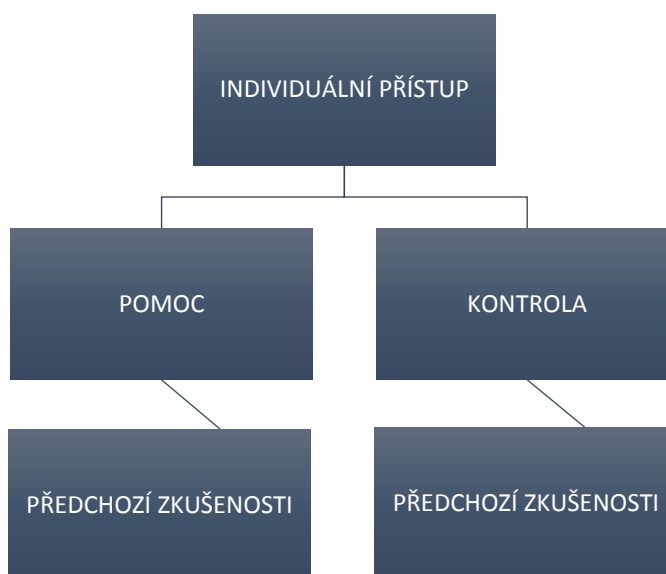 INDIVIDUÁLNÍ PŘÍSTUP
POMOC
KONTROLA
PŘEDCHOZÍ ZKUŠENOSTI
PŘEDCHOZÍ ZKUŠENOSTI